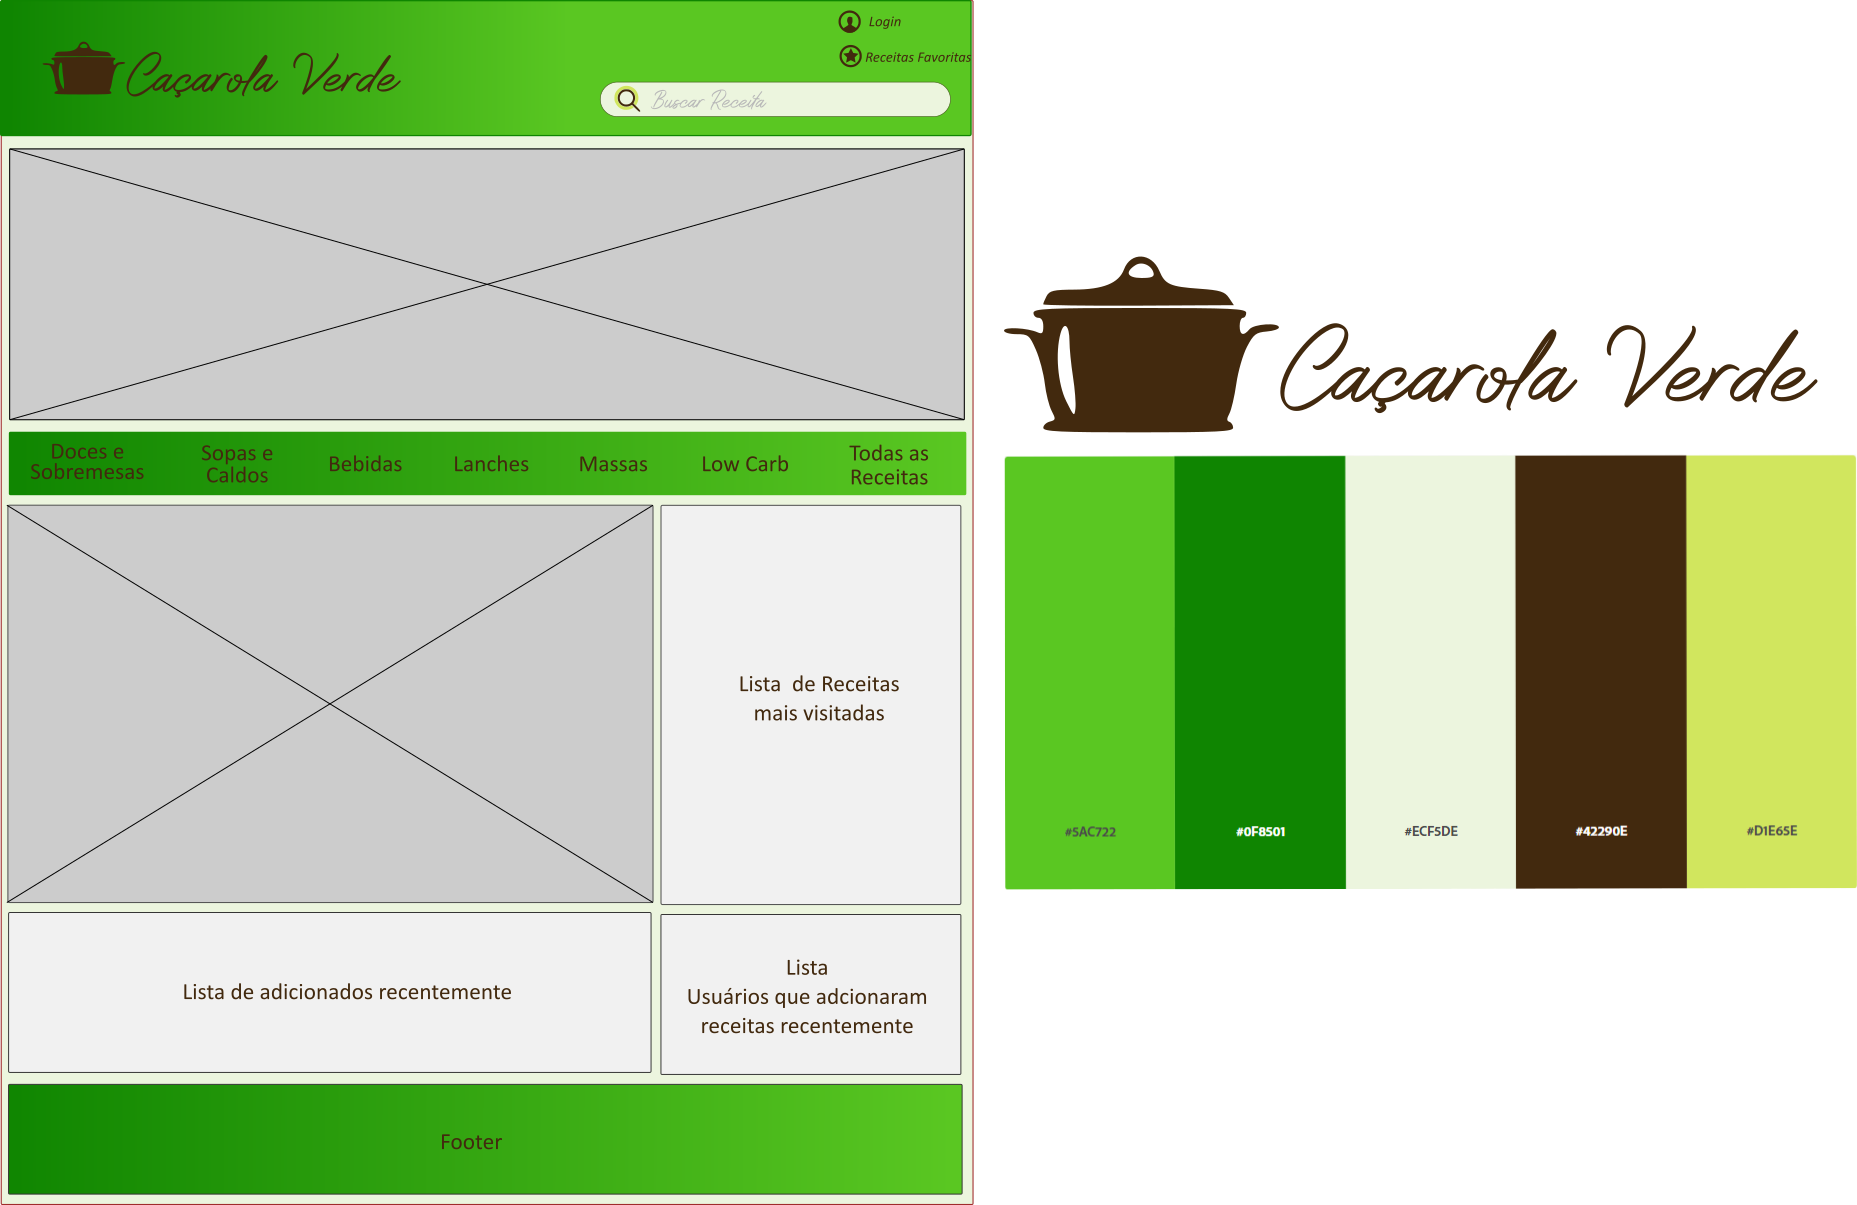 Caçarola Verde
Login
Receitas Favoritas
Buscar Receita
Doces e
Sobremesas
Sopas e
Caldos
Bebidas
Lanches
Massas
Low Carb
Todas as
Receitas
Lista  de Receitas
mais visitadas
Lista de adicionados recentemente
Lista
Usuários que adcionaram
receitas recentemente
Footer
Caçarola Verde
#5AC722
#0F8501
#ECF5DE
#42290E
#D1E65E